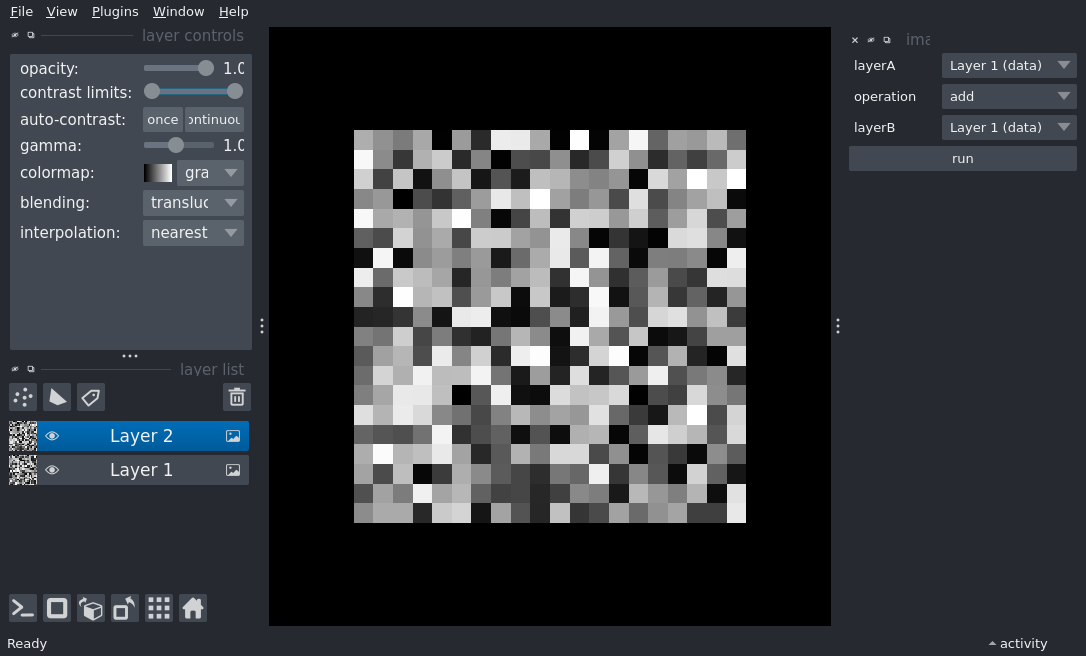 File View Plugins Window Help
layer controls
opacity: 1.0
contrast limits:
auto-contrast: once ontinuou
gamma: 1.0
colormap: gra
blending: transluc
interpolation: nearest
layer list
Layer 2
Layer 1
ima
layerA Layer 1 (data)
operation add
layerB Layer 1 (data)
run
Ready
activity